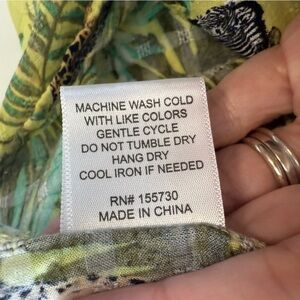 MACHINE WASH COLD
WITH LIKE COLORS
GENTLE CYCLE
DO NOT TUMBLE DRY
HANG DRY
COOL IRON IF NEEDED
RN# 155730
MADE IN CHINA